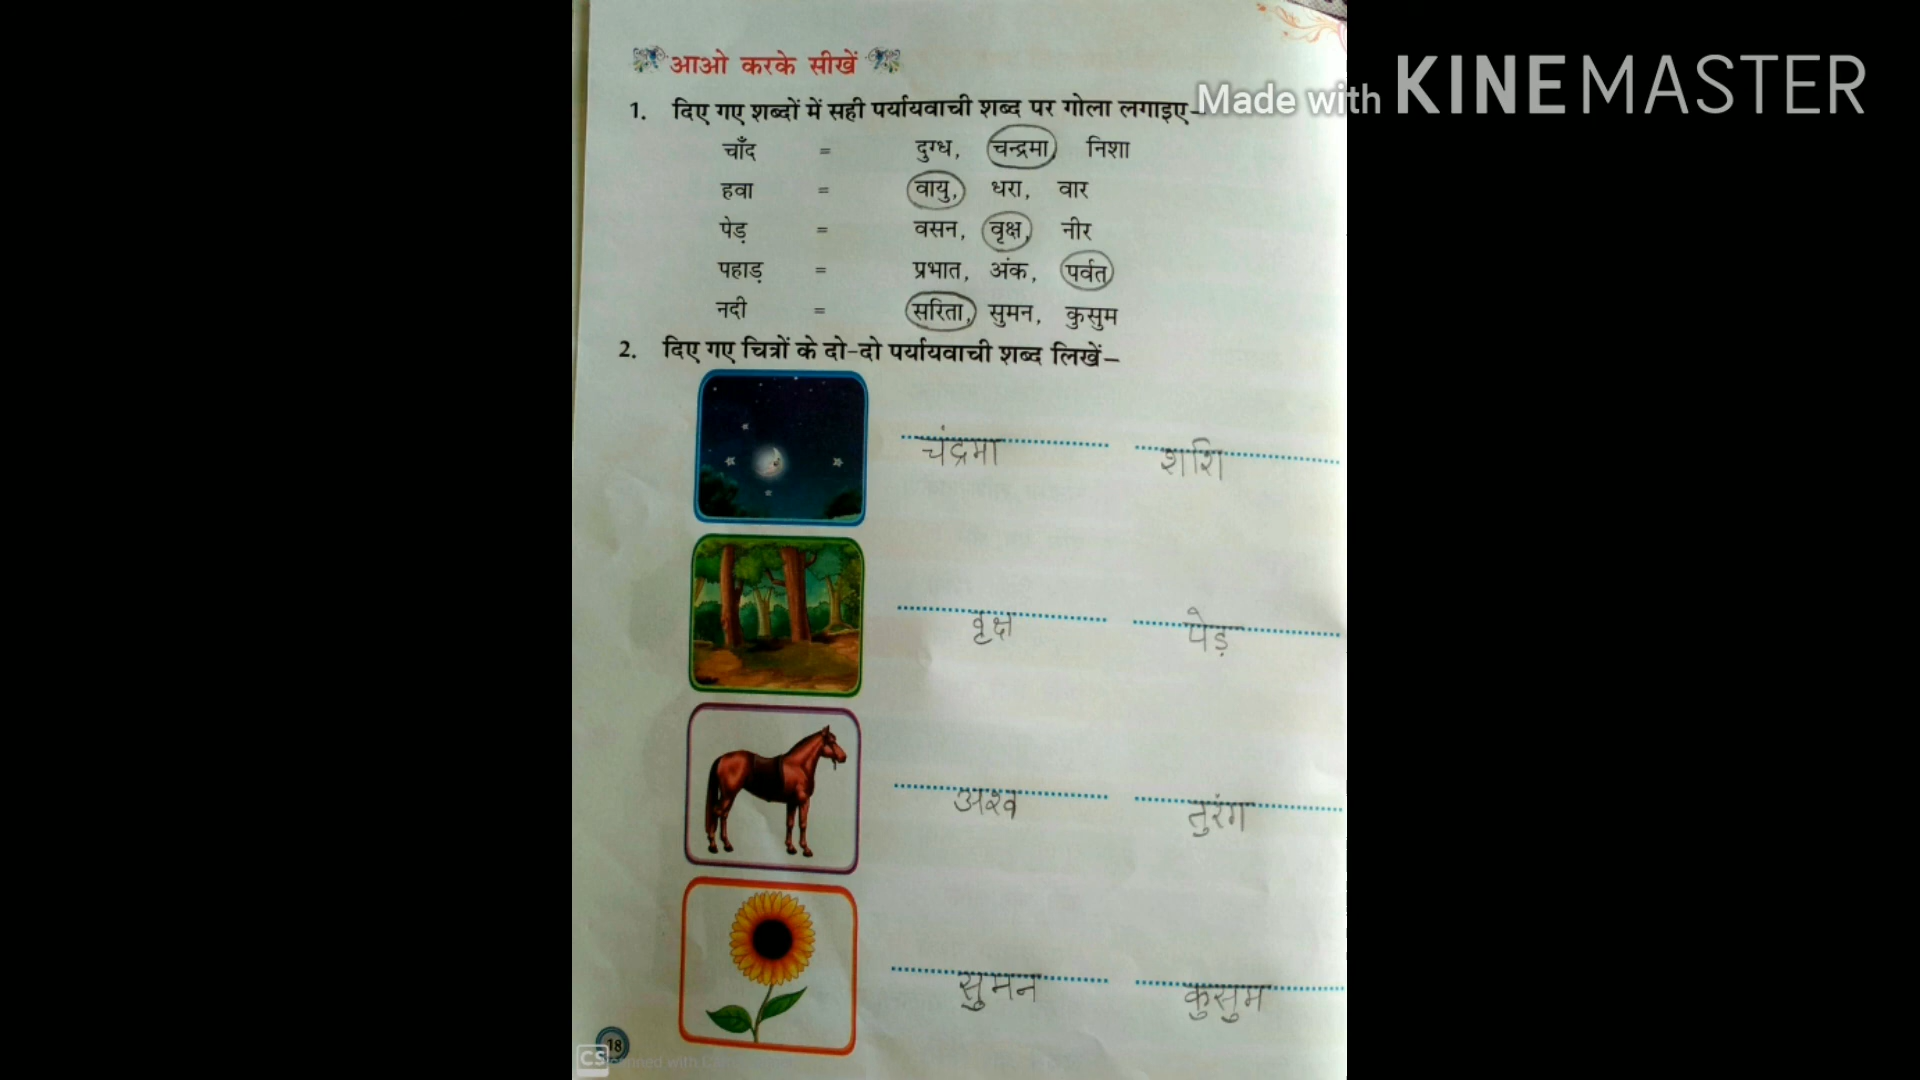 Made with KINEMASTER
आओ करके सीखें
1. दिए गए शब्दों में सही पर्यायवाची शब्द पर गोला लगाइए–
चाँद = दुग्ध, चन्द्रमा, निशा
हवा = वायु, धरा, वार
पेड़ = वसन, वृक्ष, नीर
पहाड़ = प्रभात, अंक, पर्वत
नदी = सरिता, सुमन, कुसुम
2. दिए गए चित्रों के दो-दो पर्यायवाची शब्द लिखें–
चंद्रमा शशि
वृक्ष पेड़
अश्व तुरंग
सुमन कुसुम
18
CS